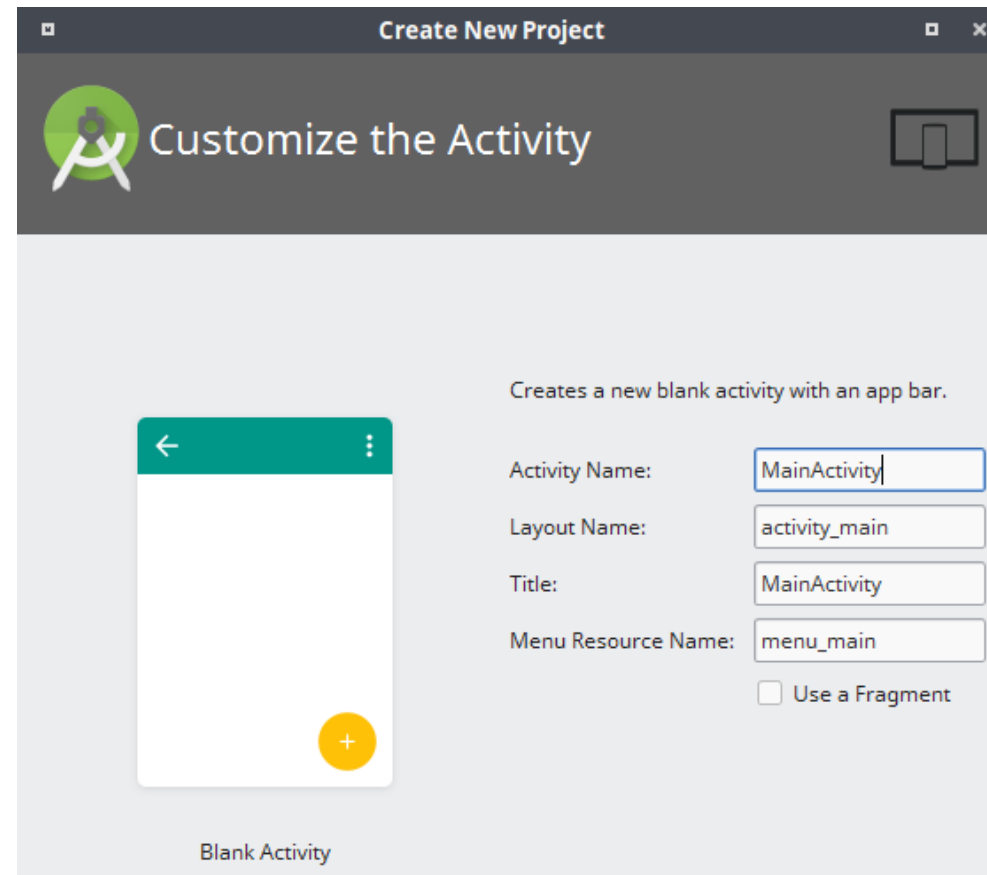 Create New Project
Customize the Activity
Creates a new blank activity with an app bar.
Activity Name: MainActivity
Layout Name: activity_main
Title: MainActivity
Menu Resource Name: menu_main
Use a Fragment
Blank Activity